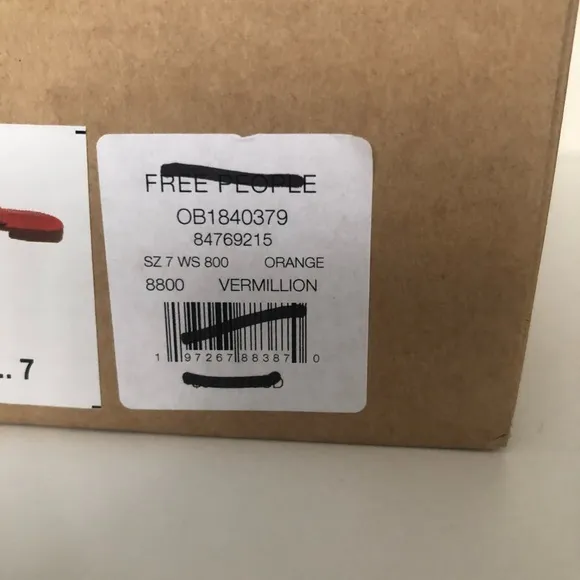 FREE PEOPLE
OB1840379
84769215
SZ 7 WS 800 ORANGE
8800 VERMILLION
1 97267 88387 0
.. 7